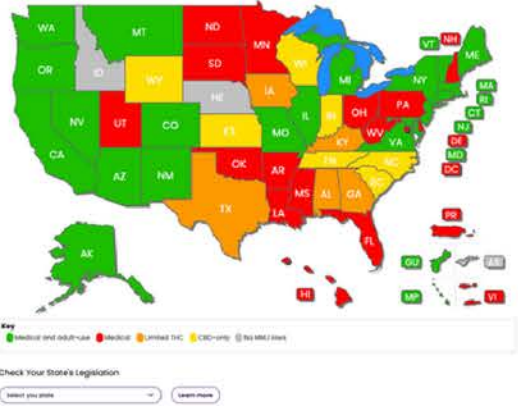 WA
MT
ND
MN
OR
ID
SD
WI
WY
IA
NE
MI
VT
NH
ME
NY
MA
RI
CT
NJ
DE
MD
DC
NV
UT
CO
KS
MO
IL
IN
OH
PA
WV
VA
KY
CA
AZ
NM
OK
AR
TN
NC
SC
TX
LA
MS
AL
GA
FL
AK
HI
PR
GU
AS
MP
VI
Key
Medical and adult-use Medical Limited THC CBD-only No MMJ laws
Check Your State's Legislation
Select you state
Learn more